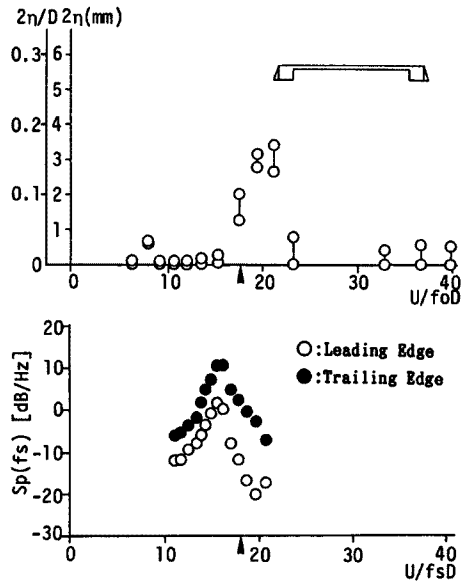 2η/D 2η(mm)
0.3
6
5
0.2
4
3
0.1
2
1
0
0 10 20 30 40
U/foD
Sp(fs) [dB/Hz]
20
10
0
-10
-20
-30
○:Leading Edge
●:Trailing Edge
0 10 20 30 40
U/fsD